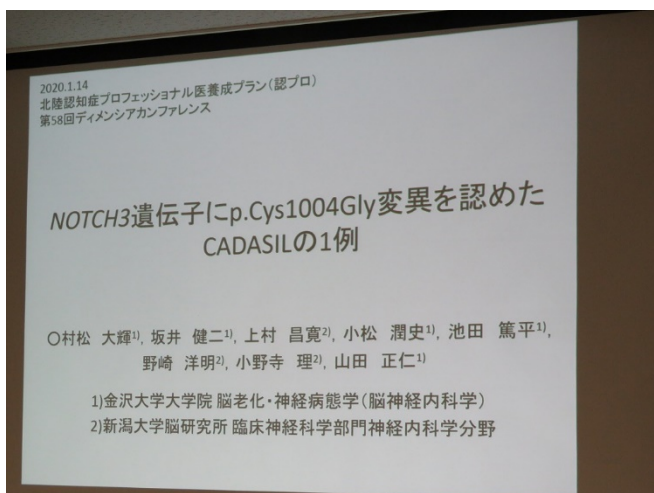 2020.1.14
北陸認知症プロフェッショナル医養成プラン(認プロ)
第58回ディメンシアカンファレンス
NOTCH3遺伝子にp.Cys1004Gly変異を認めた
CADASILの1例
〇村松 大輝1), 坂井 健二1), 上村 昌寛2), 小松 潤史1), 池田 篤平1),
野崎 洋明2), 小野寺 理2), 山田 正仁1)
1)金沢大学大学院 脳老化・神経病態学(脳神経内科学)
2)新潟大学脳研究所 臨床神経科学部門神経内科学分野